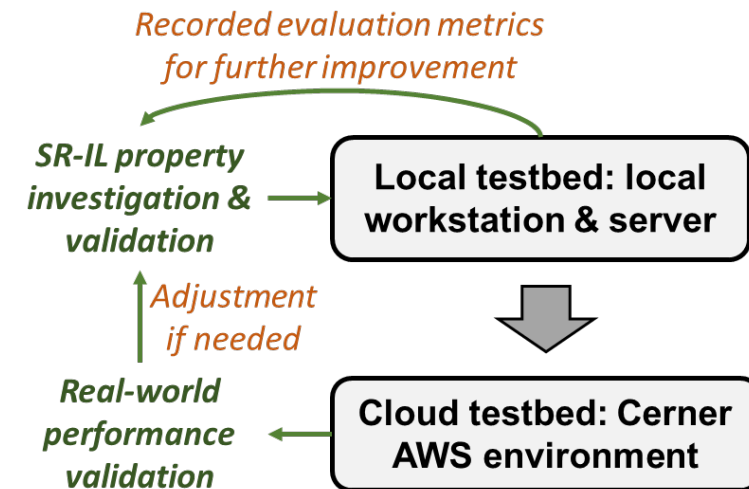 Recorded evaluation metrics
for further improvement
SR-IL property
investigation &
validation
Local testbed: local
workstation & server
Adjustment
if needed
Real-world
performance
validation
Cloud testbed: Cerner
AWS environment